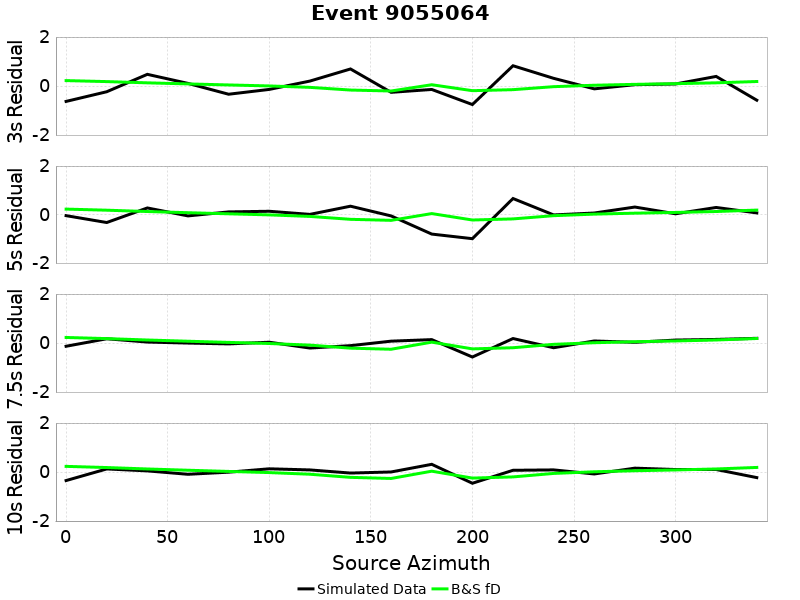 Event 9055064
3s Residual
2
0
-2
5s Residual
2
0
-2
7.5s Residual
2
0
-2
10s Residual
2
0
-2
0 50 100 150 200 250 300
Source Azimuth
Simulated Data B&S fD